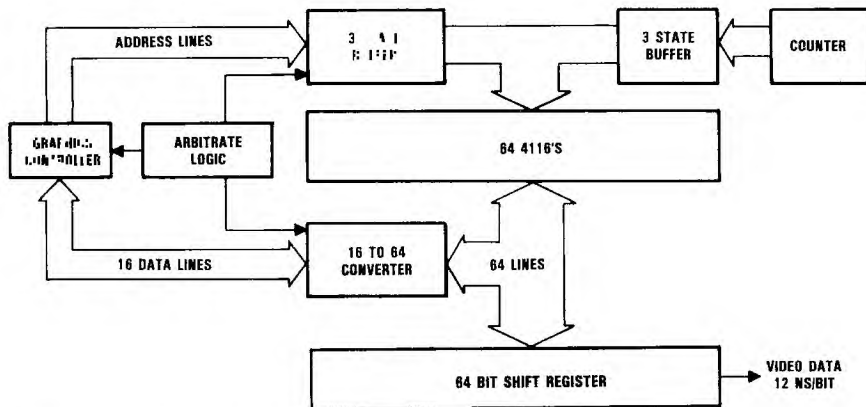 ADDRESS LINES
3
3 STATE
BUFFER
COUNTER
ARBITRATE
LOGIC
64 4116'S
16 DATA LINES
16 TO 64
CONVERTER
64 LINES
64 BIT SHIFT REGISTER
VIDEO DATA
12 NS/BIT